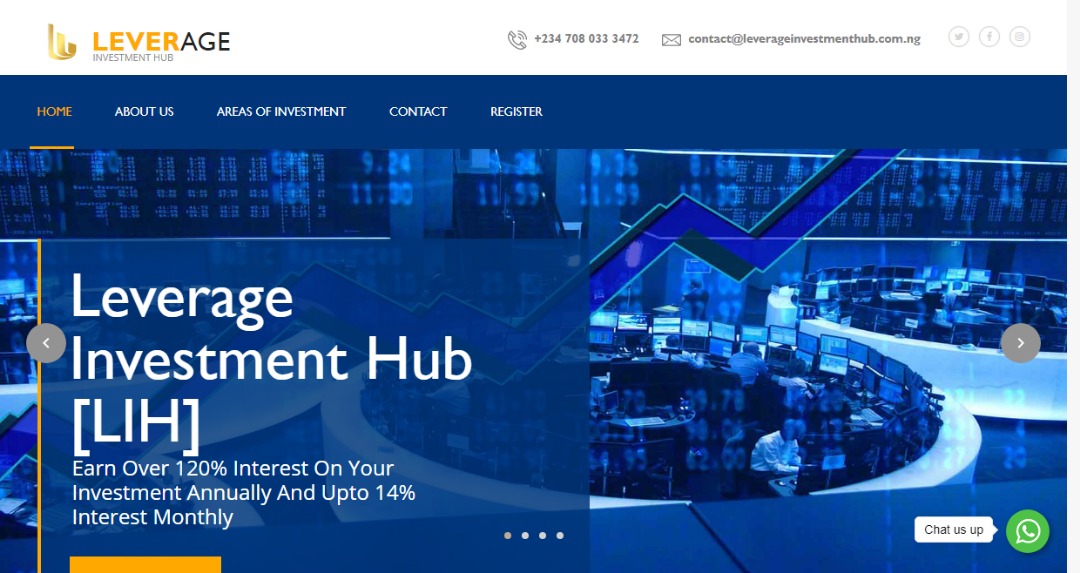 LEVERAGE
INVESTMENT HUB
+234 708 033 3472
contact@leverageinvestmenthub.com.ng
HOME
ABOUT US
AREAS OF INVESTMENT
CONTACT
REGISTER
Leverage
Investment Hub
[LIH]
Earn Over 120% Interest On Your
Investment Annually And Upto 14%
Interest Monthly
Chat us up